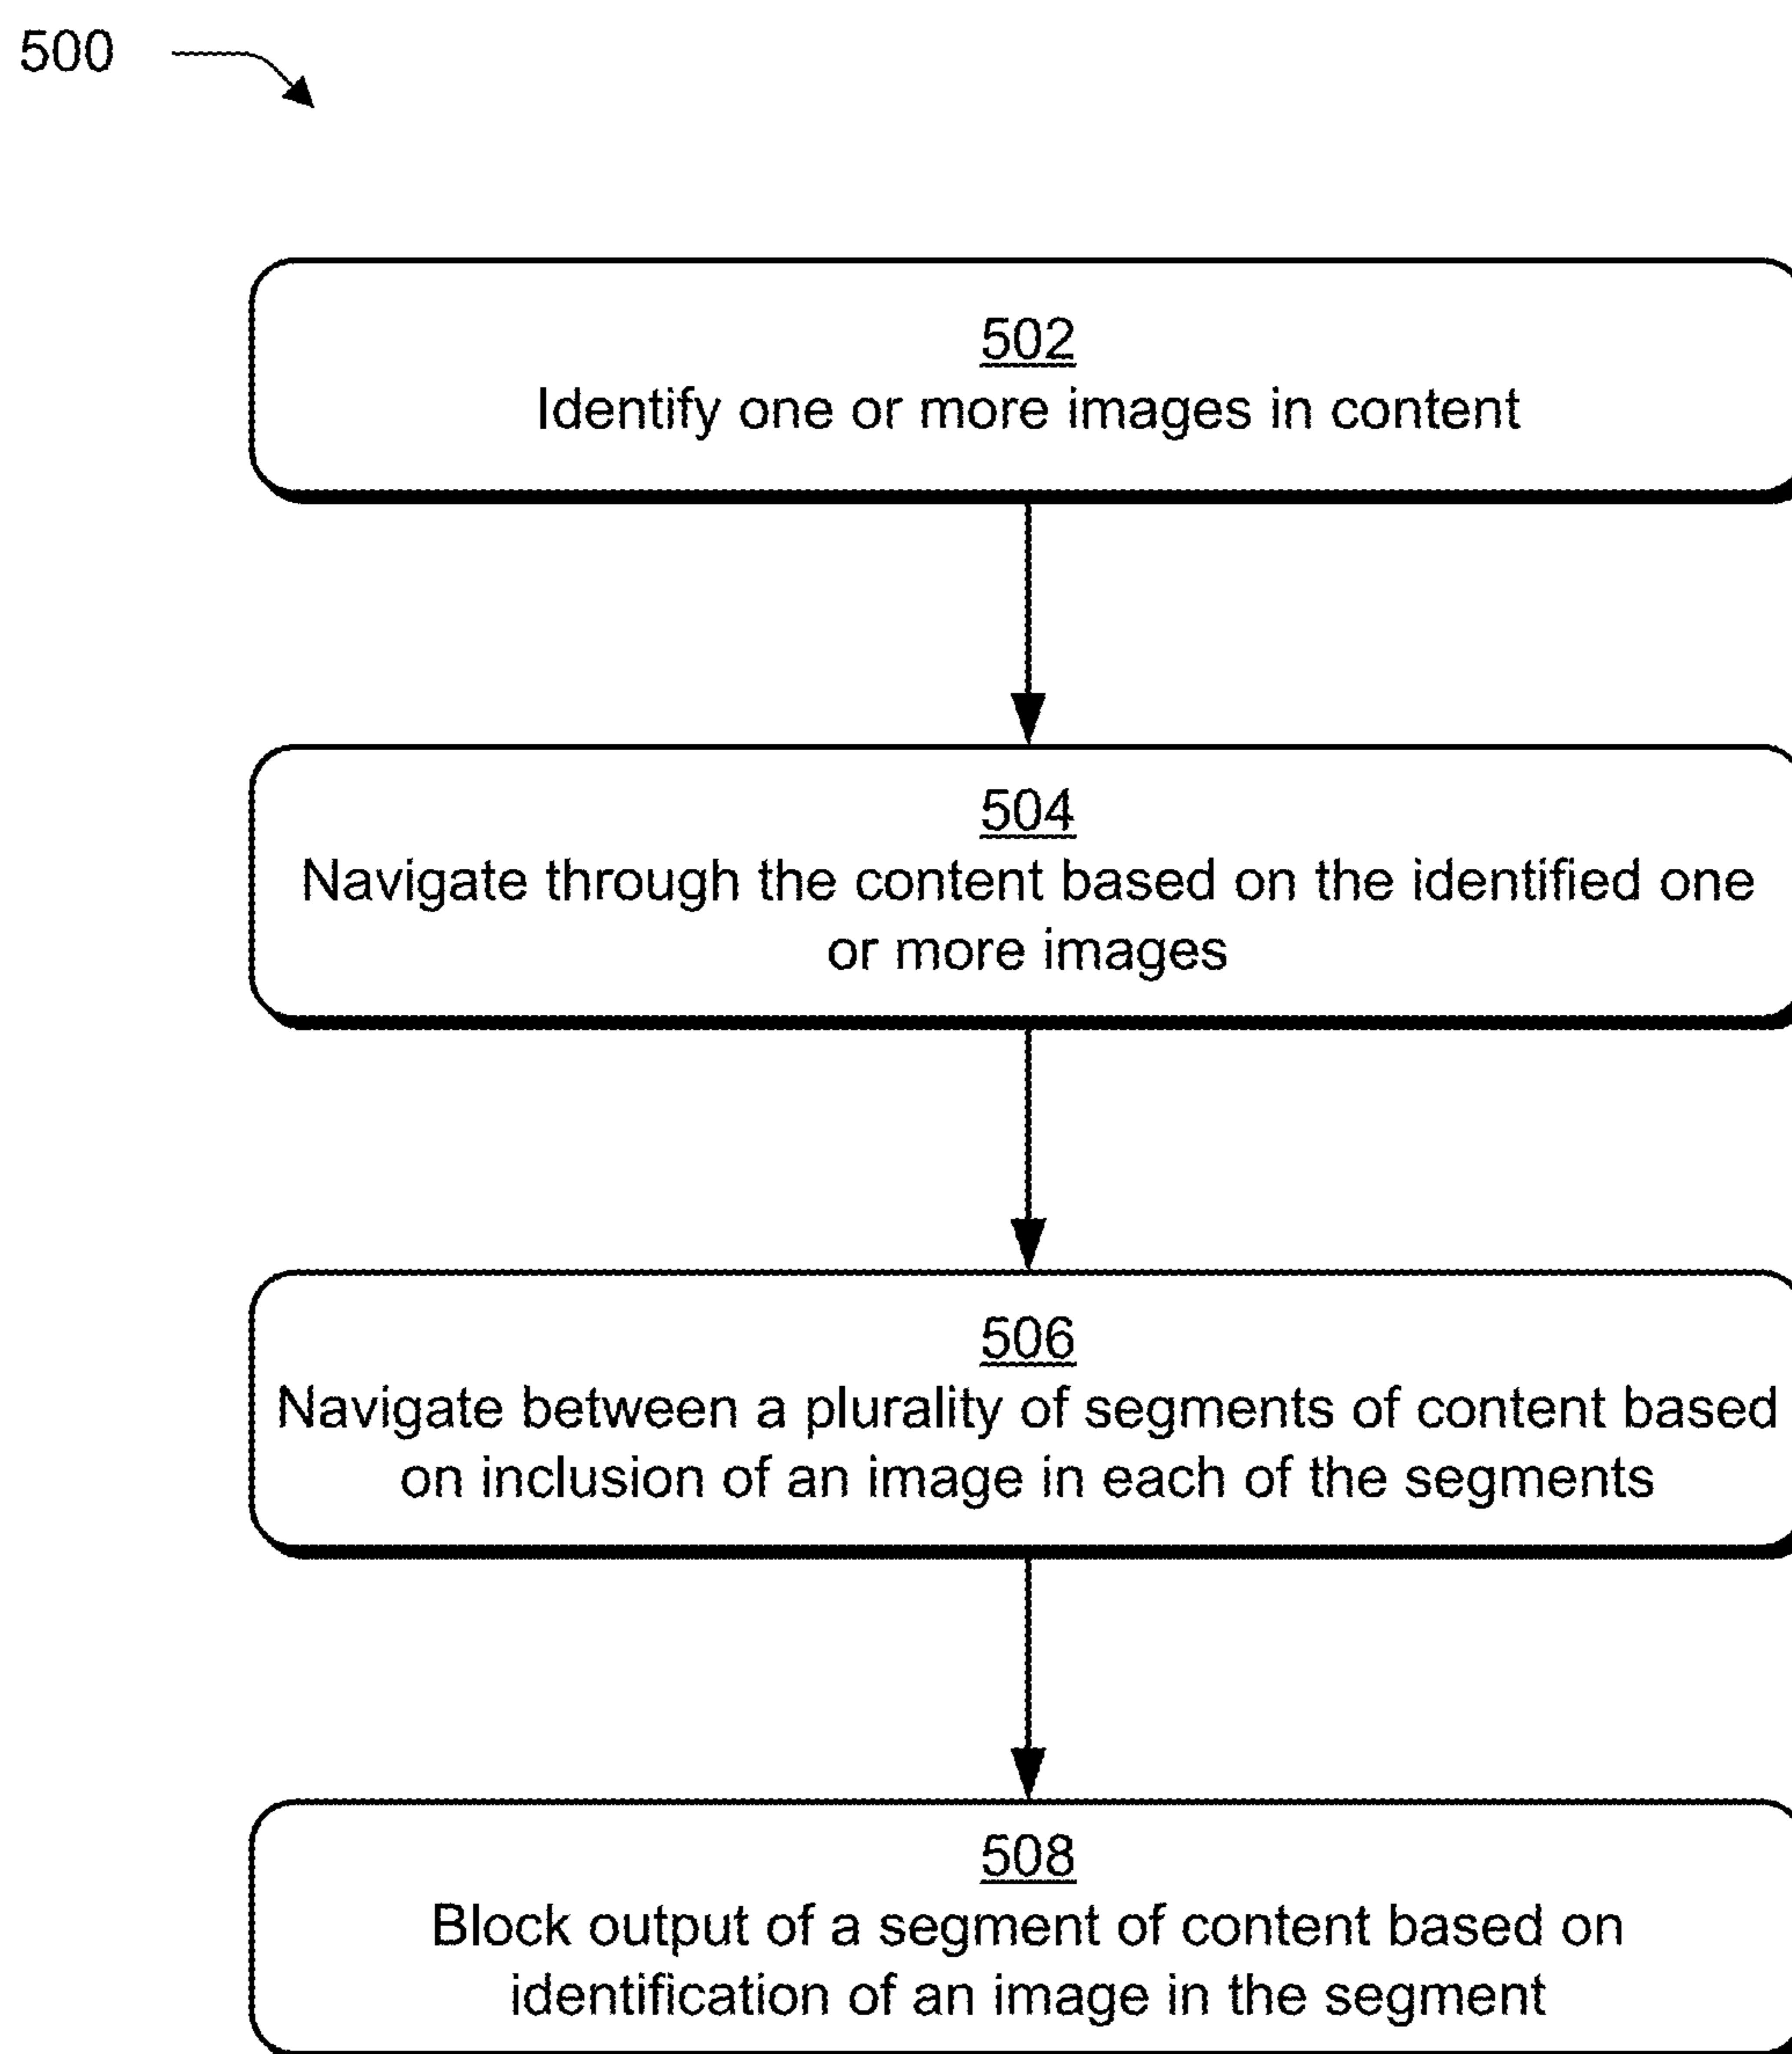 500
502
Identify one or more images in content
504
Navigate through the content based on the identified one
or more images
506
Navigate between a plurality of segments of content based
on inclusion of an image in each of the segments
508
Block output of a segment of content based on
identification of an image in the segment